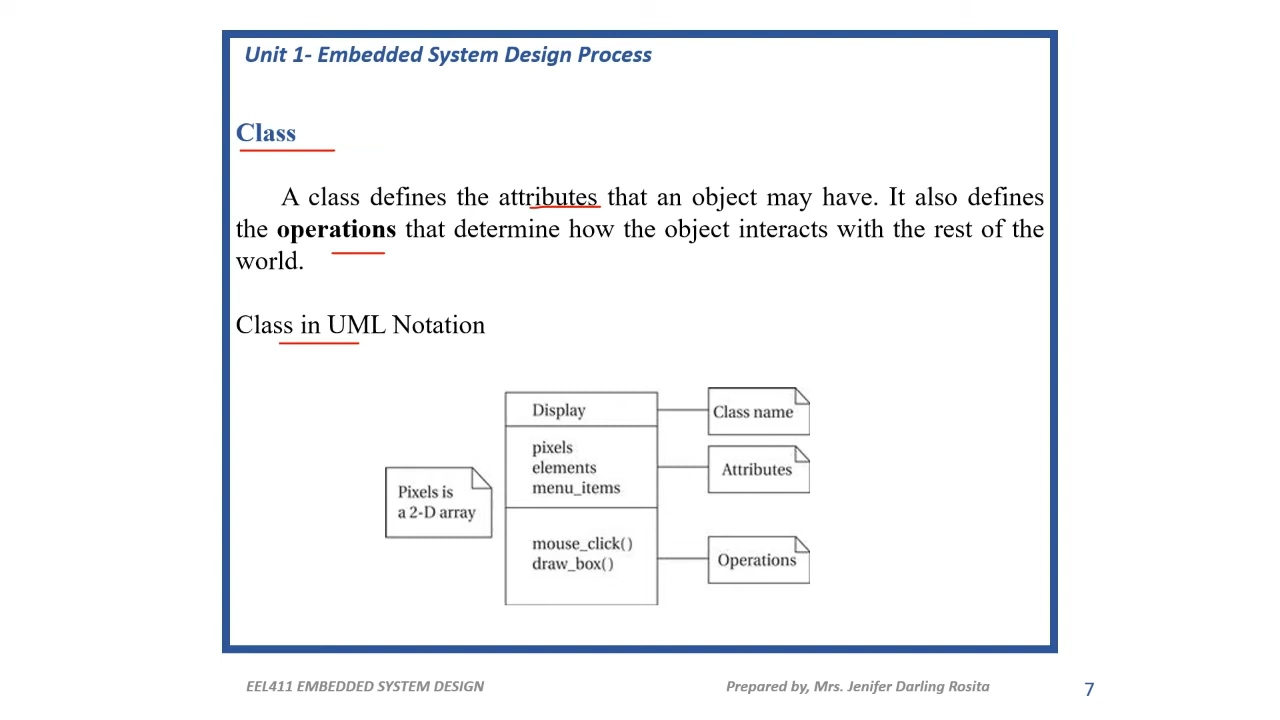 Unit 1- Embedded System Design Process
Class
A class defines the attributes that an object may have. It also defines
the operations that determine how the object interacts with the rest of the
world.
Class in UML Notation
Display
Class name
pixels
elements
menu_items
Attributes
Pixels is
a 2-D array
mouse_click()
draw_box()
Operations
EEL411 EMBEDDED SYSTEM DESIGN
Prepared by, Mrs. Jenifer Darling Rosita
7